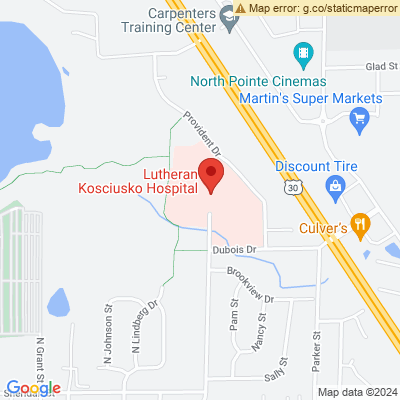 Map error: g.co/staticmaperror
Carpenters
Training Center
Glad St
North Pointe Cinemas
Martin's Super Markets
Provident Dr
Discount Tire
Lutheran
Kosciusko Hospital
30
Culver's
Dubois Dr
Brookview Dr
N Lindberg Dr
N Johnson St
Pam St
Nancy St
Parker St
N Grant St
Sally St
Google
Map data ©2024